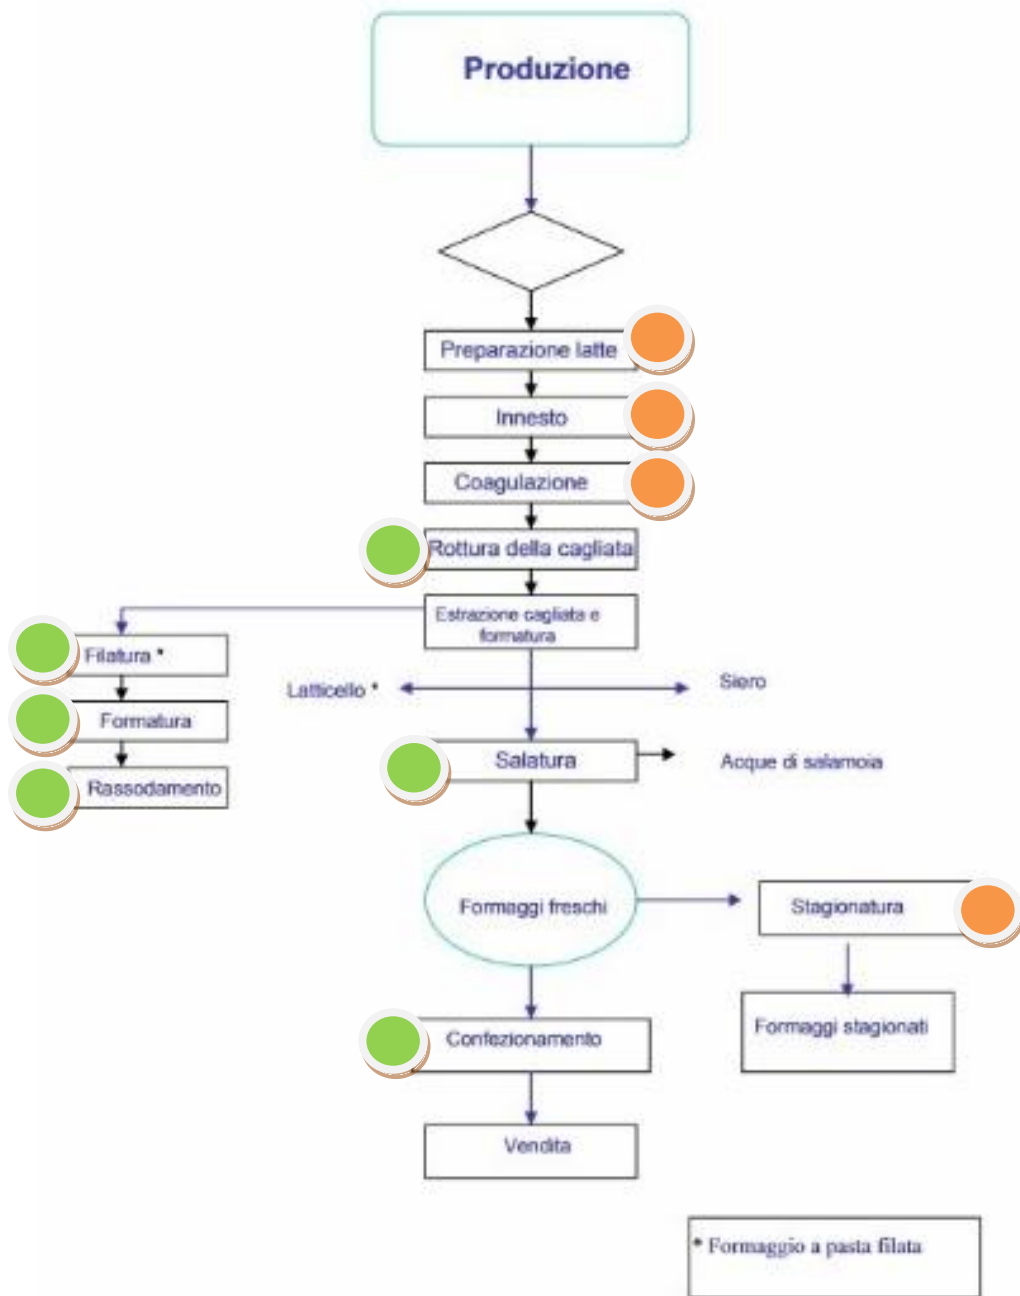 Produzione
Preparazione latte
Innesto
Coagulazione
Rottura della cagliata
Estrazione cagliata e
formatura
Filatura *
Formatura
Rassodamento
Latticello *
Siero
Salatura
Acque di salamoia
Formaggi freschi
Stagionatura
Formaggi stagionati
Confezionamento
Vendita
* Formaggio a pasta filata